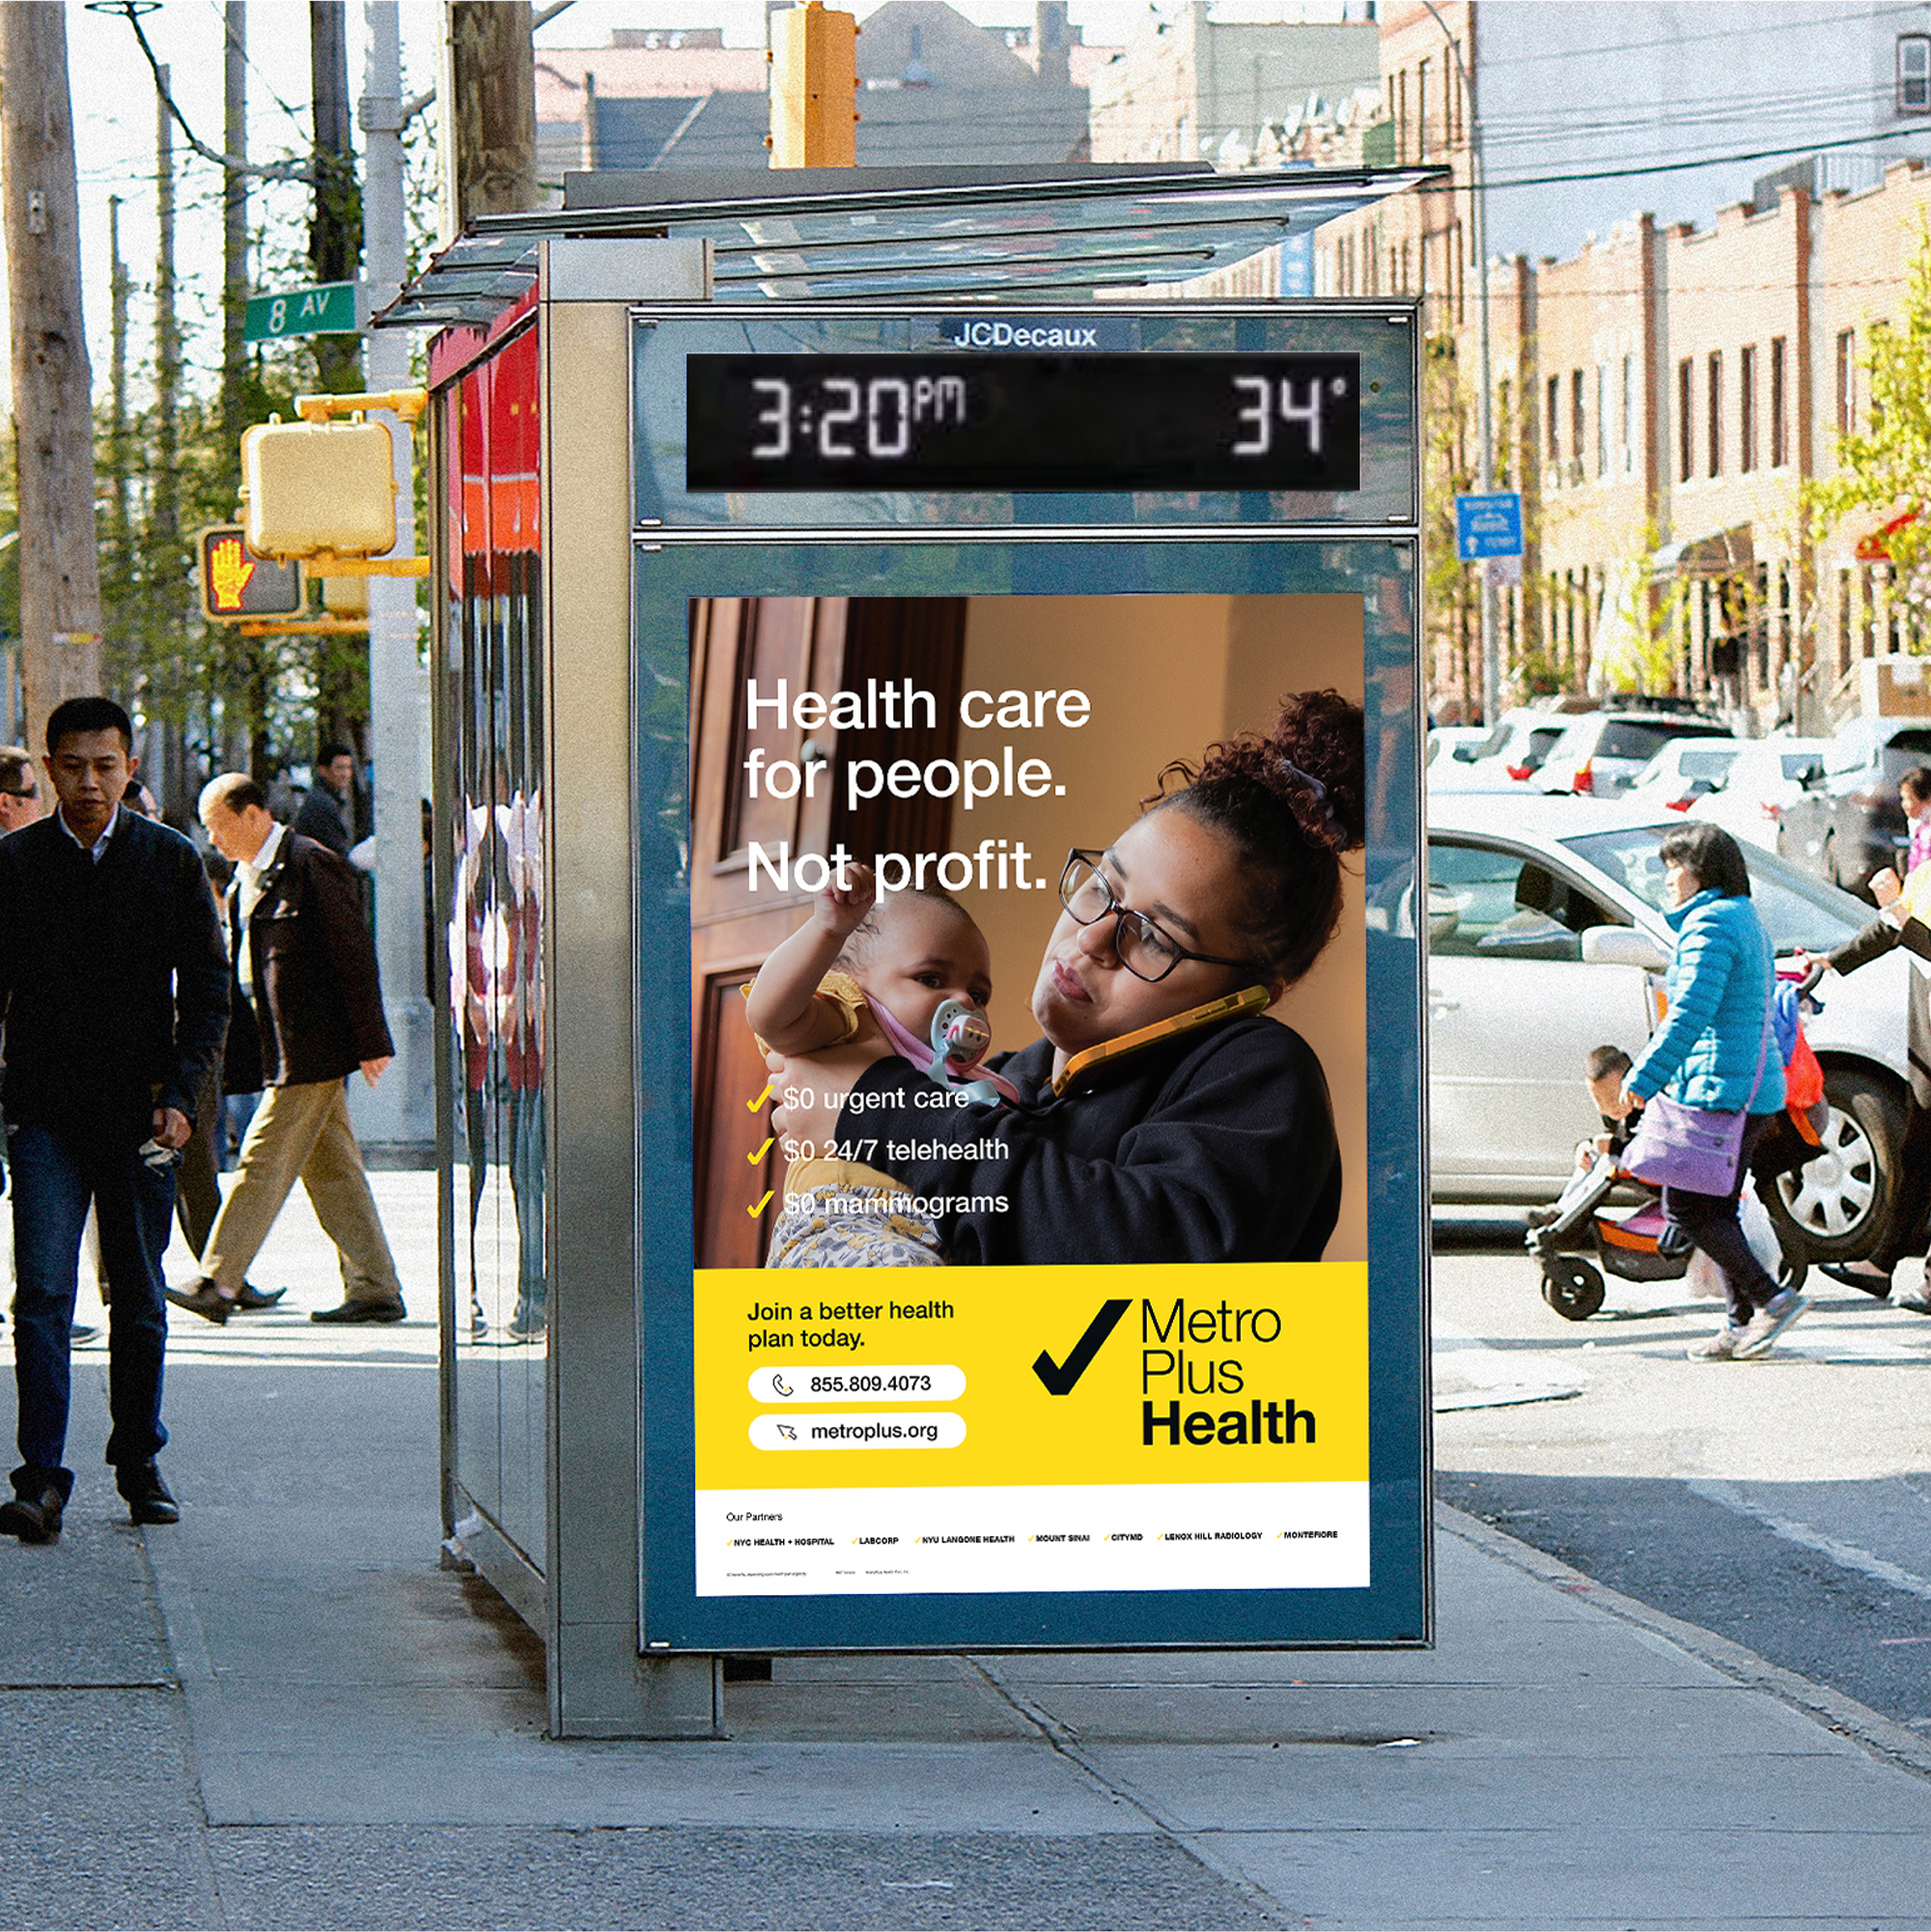 8 AV
JCDecaux
3:20PM 34°
Health care
for people.
Not profit.
$0 urgent care
$0 24/7 telehealth
$0 mammograms
Join a better health
plan today.
855.809.4073
metroplus.org
Metro
Plus
Health
Our Partners
NYC HEALTH + HOSPITAL LABCORP NYU LANGONE HEALTH MOUNT SINAI CITYMD LENOX HILL RADIOLOGY MONTEFIORE